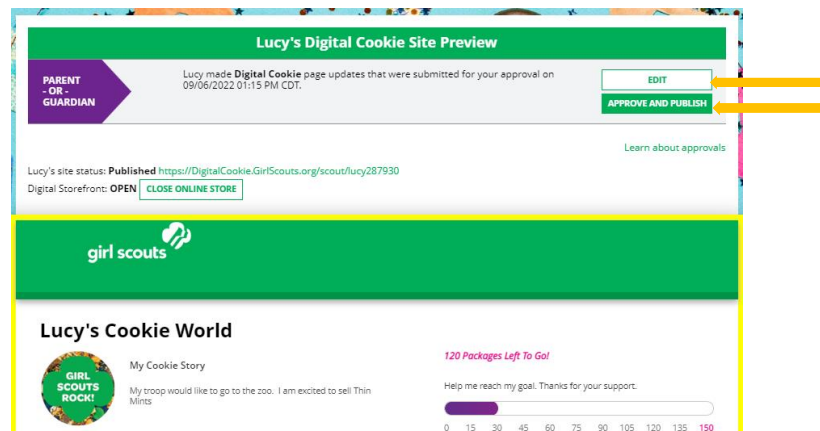 Lucy's Digital Cookie Site Preview
PARENT
- OR -
GUARDIAN
Lucy made Digital Cookie page updates that were submitted for your approval on
09/06/2022 01:15 PM CDT.
EDIT
APPROVE AND PUBLISH
Learn about approvals
Lucy's site status: Published https://DigitalCookie.GirlScouts.org/scout/lucy287930
Digital Storefront: OPEN CLOSE ONLINE STORE
girl scouts
Lucy's Cookie World
GIRL
SCOUTS
ROCK!
My Cookie Story
My troop would like to go to the zoo. I am excited to sell Thin
Mints
120 Packages Left To Go!
Help me reach my goal. Thanks for your support.
0 15 30 45 60 75 90 105 120 135 150